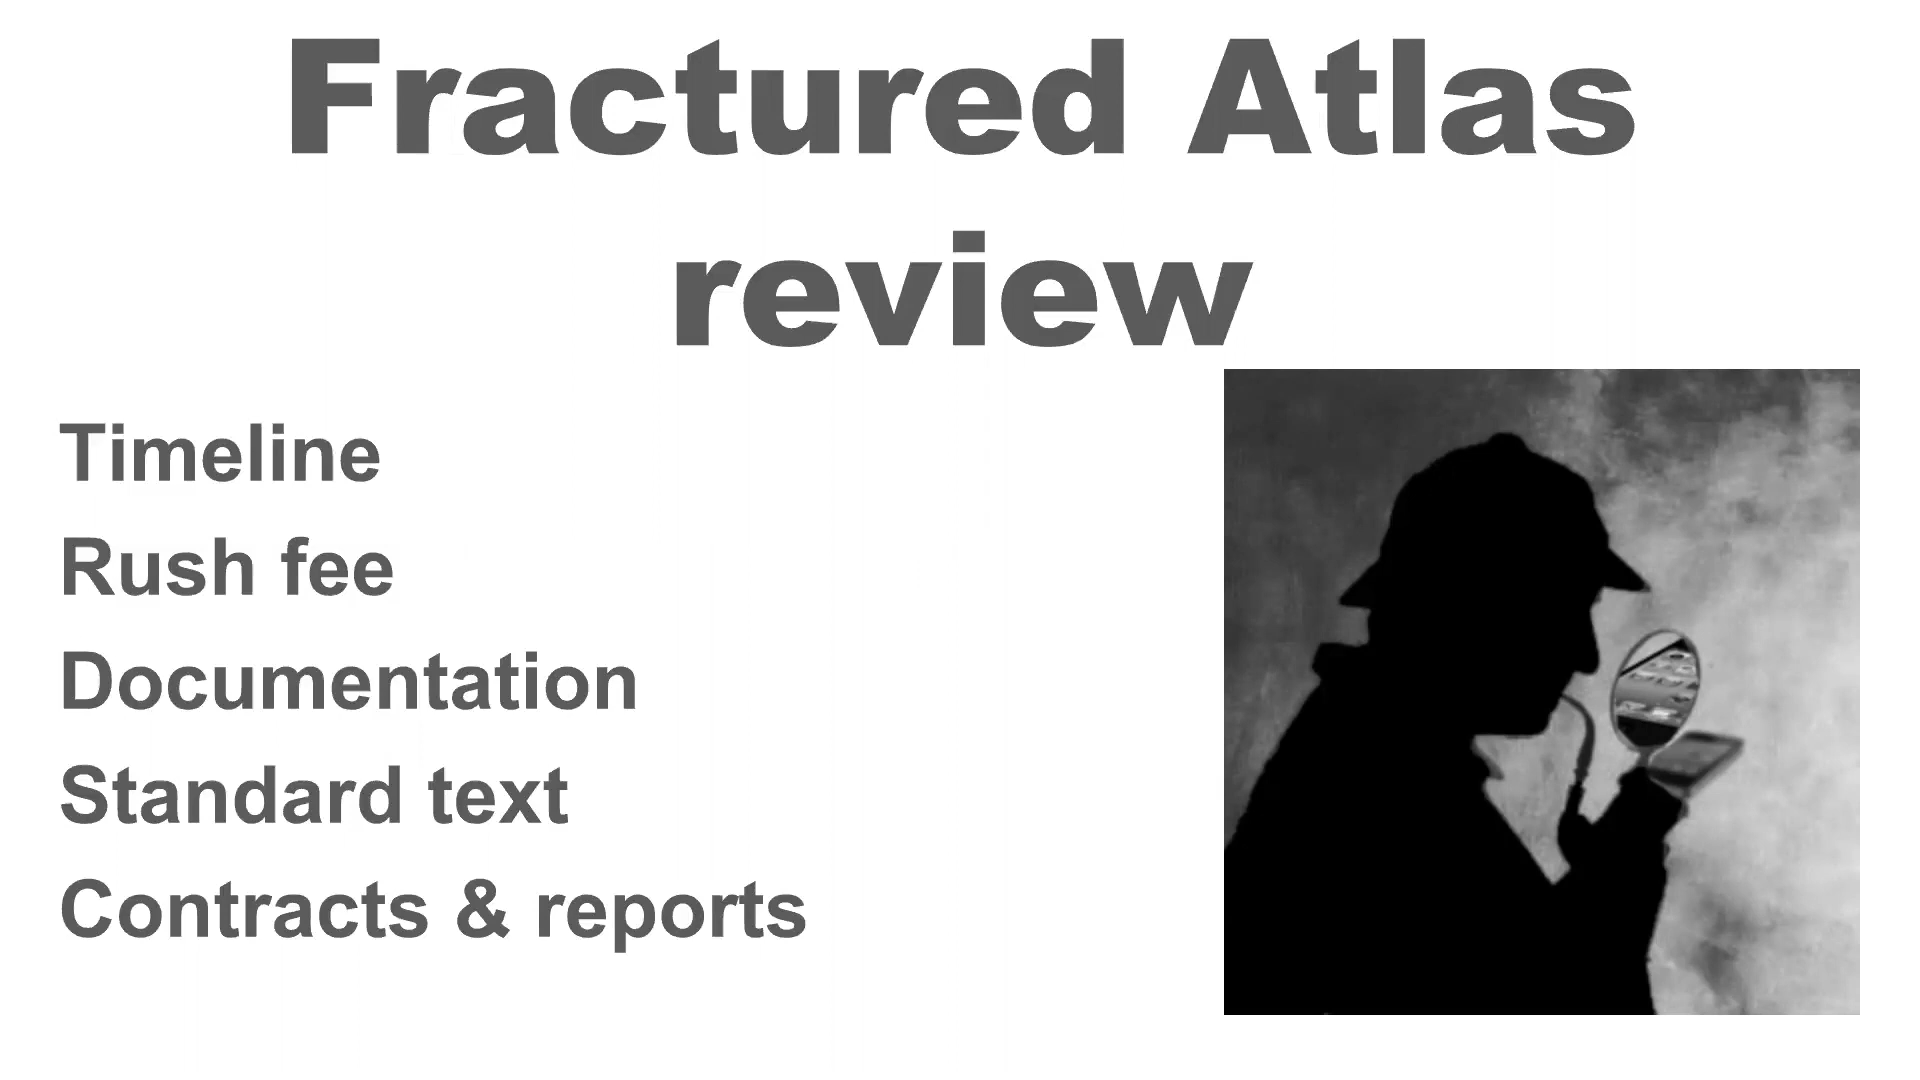 Fractured Atlas
review
Timeline
Rush fee
Documentation
Standard text
Contracts & reports